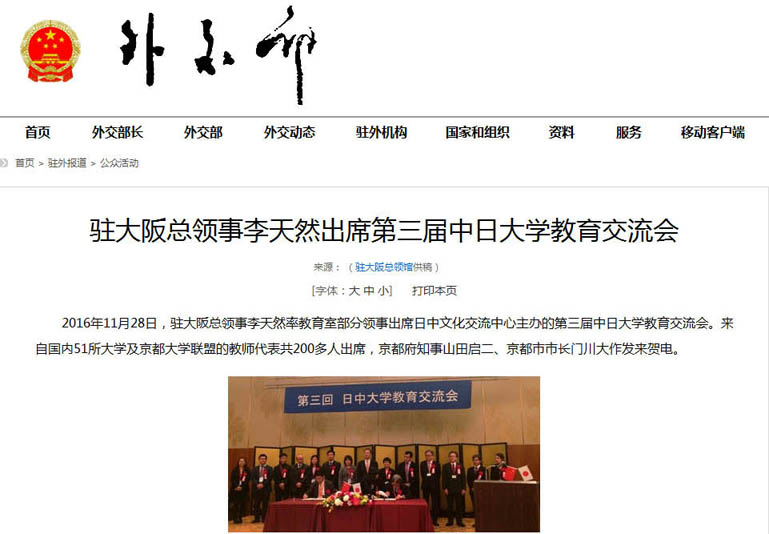 外交部
首页 外交部长 外交部 外交动态 驻外机构 国家和组织 资料 服务 移动客户端
首页 > 驻外报道 > 公众活动
驻大阪总领事李天然出席第三届中日大学教育交流会
来源：（驻大阪总领馆供稿）
[字体：大 中 小] 打印本页
2016年11月28日，驻大阪总领事李天然率教育室部分领事出席日中文化交流中心主办的第三届中日大学教育交流会。来
自国内51所大学及京都大学联盟的教师代表共200多人出席，京都府知事山田启二、京都市市长门川大作发来贺电。
第三回 日中大学教育交流会